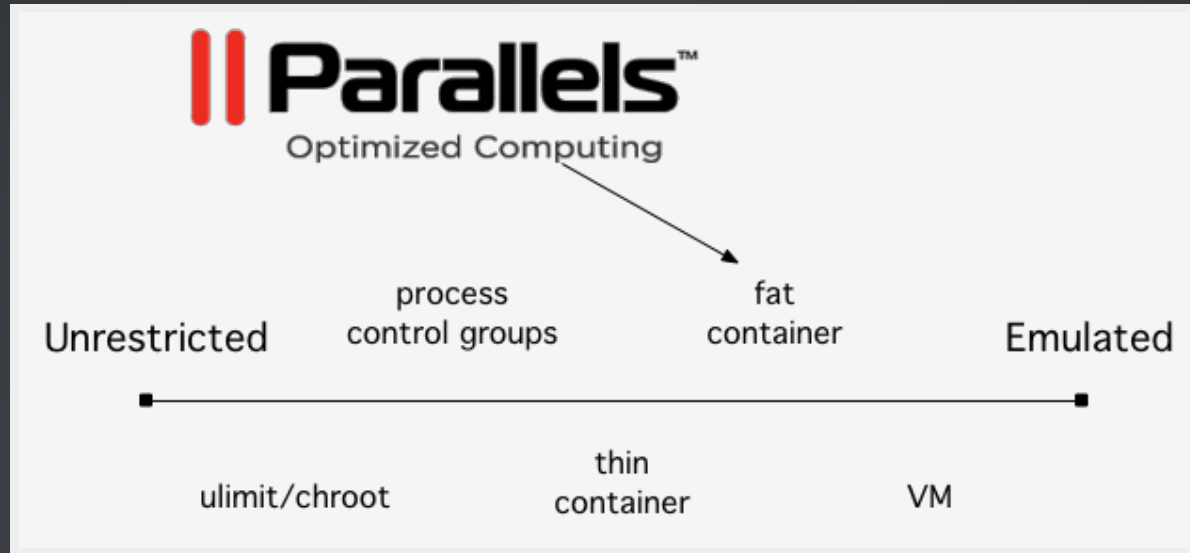 Parallels™
Optimized Computing
process
control groups
fat
container
Unrestricted
Emulated
thin
container
ulimit/chroot
VM